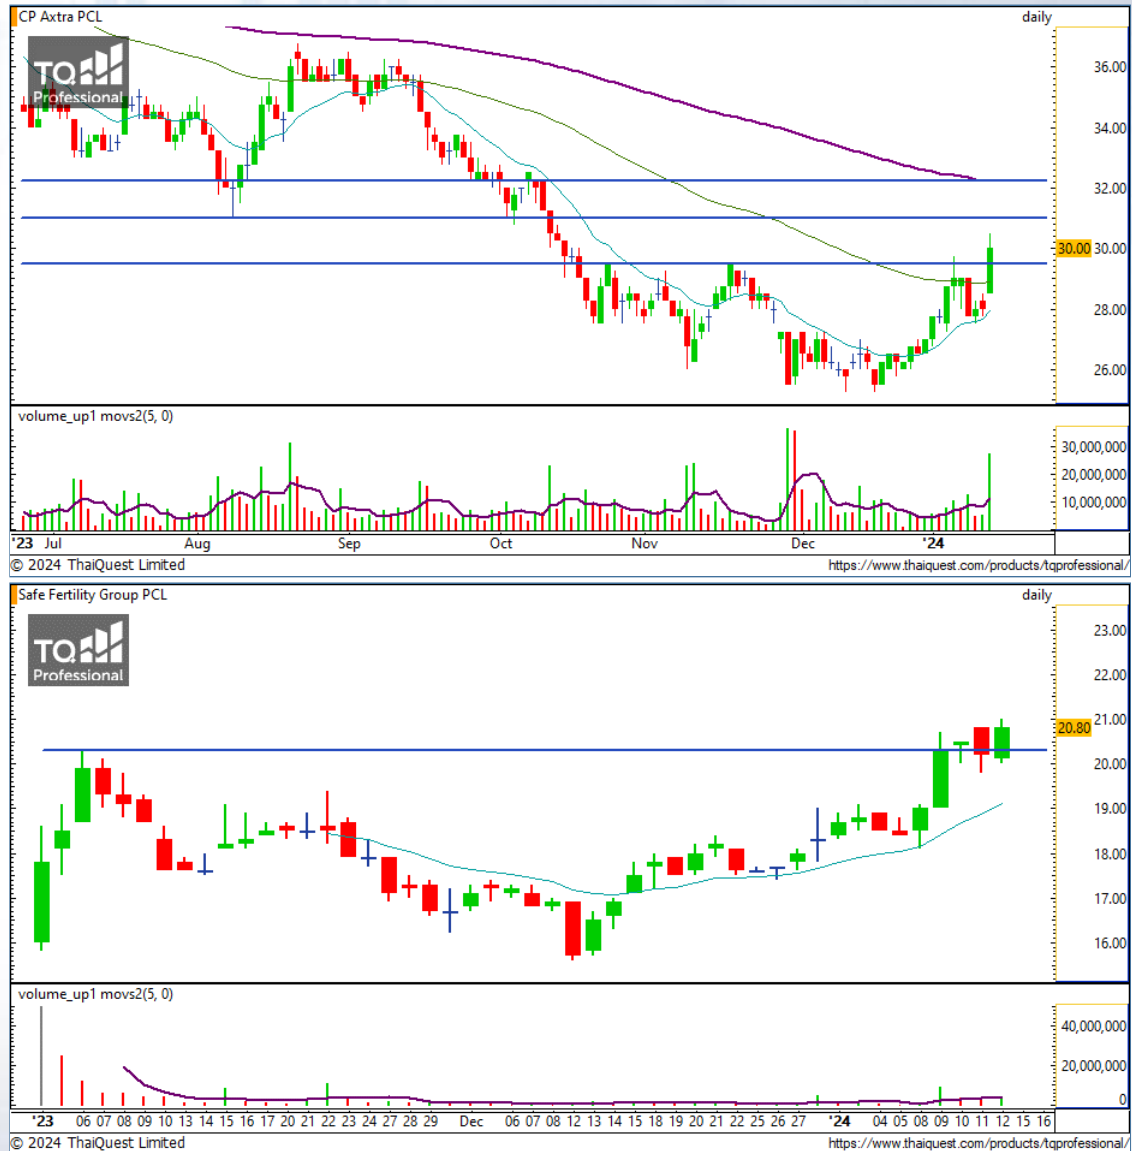 CP Axtra PCL daily
TQ
Professional
36.00
34.00
32.00
30.00 30.00
28.00
26.00
volume_up1 movs2(5, 0)
30,000,000
20,000,000
10,000,000
'23 Jul Aug Sep Oct Nov Dec '24
© 2024 ThaiQuest Limited https://www.thaiquest.com/products/tqprofessional/
Safe Fertility Group PCL daily
TQ
Professional
23.00
22.00
21.00
20.80
20.00
19.00
18.00
17.00
16.00
volume_up1 movs2(5, 0)
40,000,000
20,000,000
0
'23 06 07 08 09 10 13 14 15 16 17 20 21 22 23 24 27 28 29 Dec 06 07 08 12 13 14 15 18 19 20 21 22 25 26 27 '24 04 05 08 09 10 11 12 15 16
© 2024 ThaiQuest Limited https://www.thaiquest.com/products/tqprofessional/